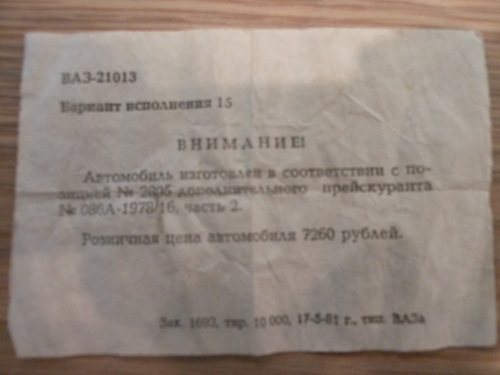 ВАЗ-21013
Вариант исполнения 15
ВНИМАНИЕ!
Автомобиль изготовлен в соответствии с по-
зицией № 2605 дополнительного прейскуранта
№ 086А-1978/16, часть 2.
Розничная цена автомобиля 7260 рублей.
Зак. 1693, тир. 10 000, 17-5-81 г., тип. ВАЗа